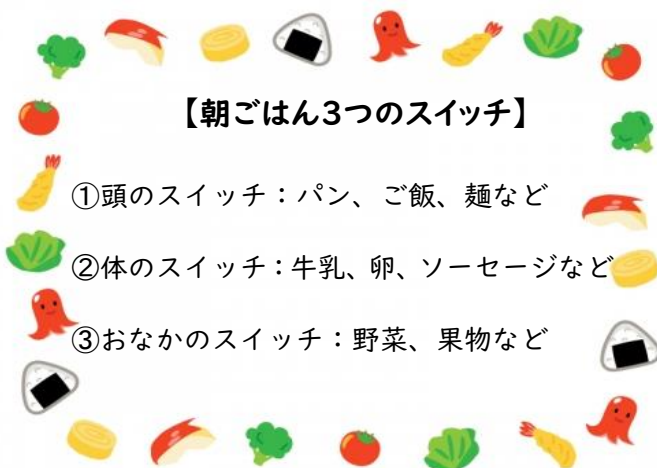 【朝ごはん3つのスイッチ】
①頭のスイッチ：パン、ご飯、麺など
②体のスイッチ：牛乳、卵、ソーセージなど
③おなかのスイッチ：野菜、果物など